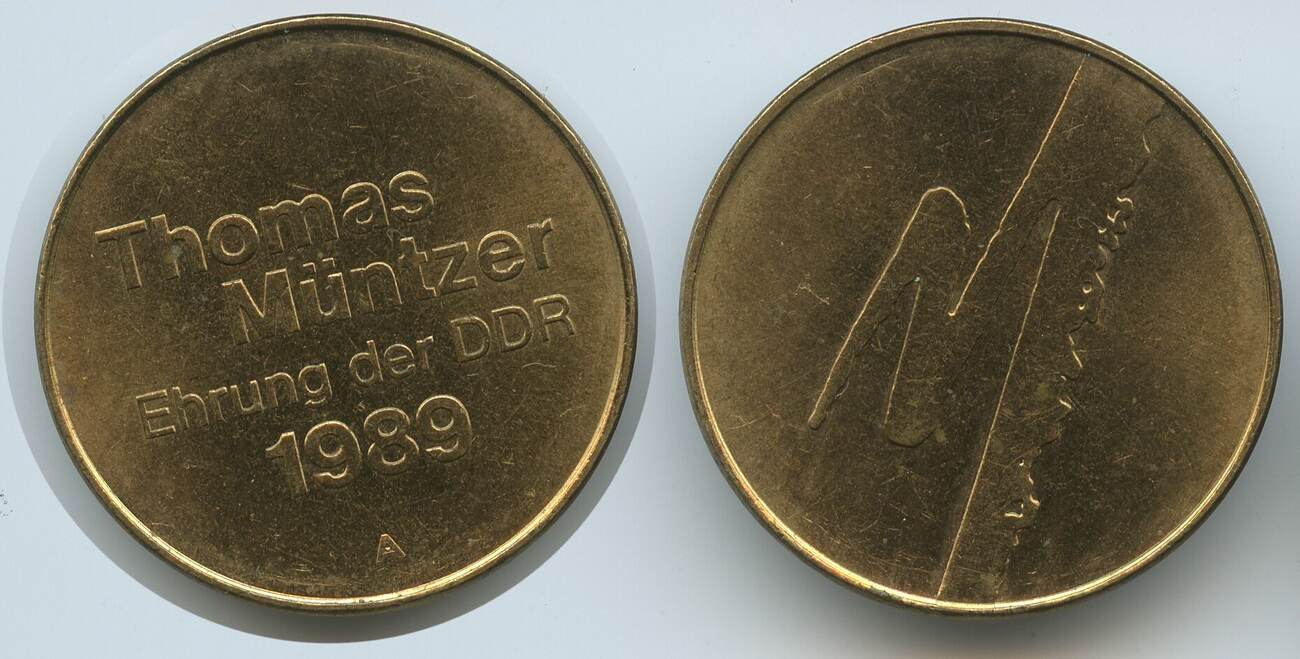 Thomas
Müntzer
Ehrung der DDR
1989
A